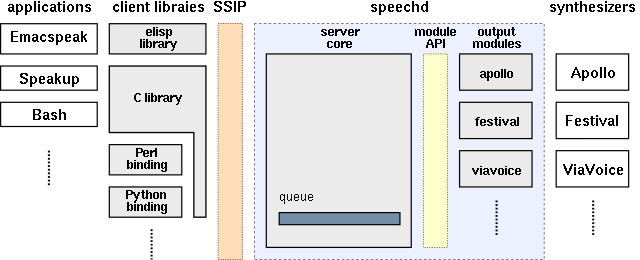 applications
client libraies
SSIP
speechd
synthesizers
Emacspeak
Speakup
Bash
elisp
library
C library
Perl
binding
Python
binding
server
core
queue
module
API
output
modules
apollo
festival
viavoice
Apollo
Festival
ViaVoice